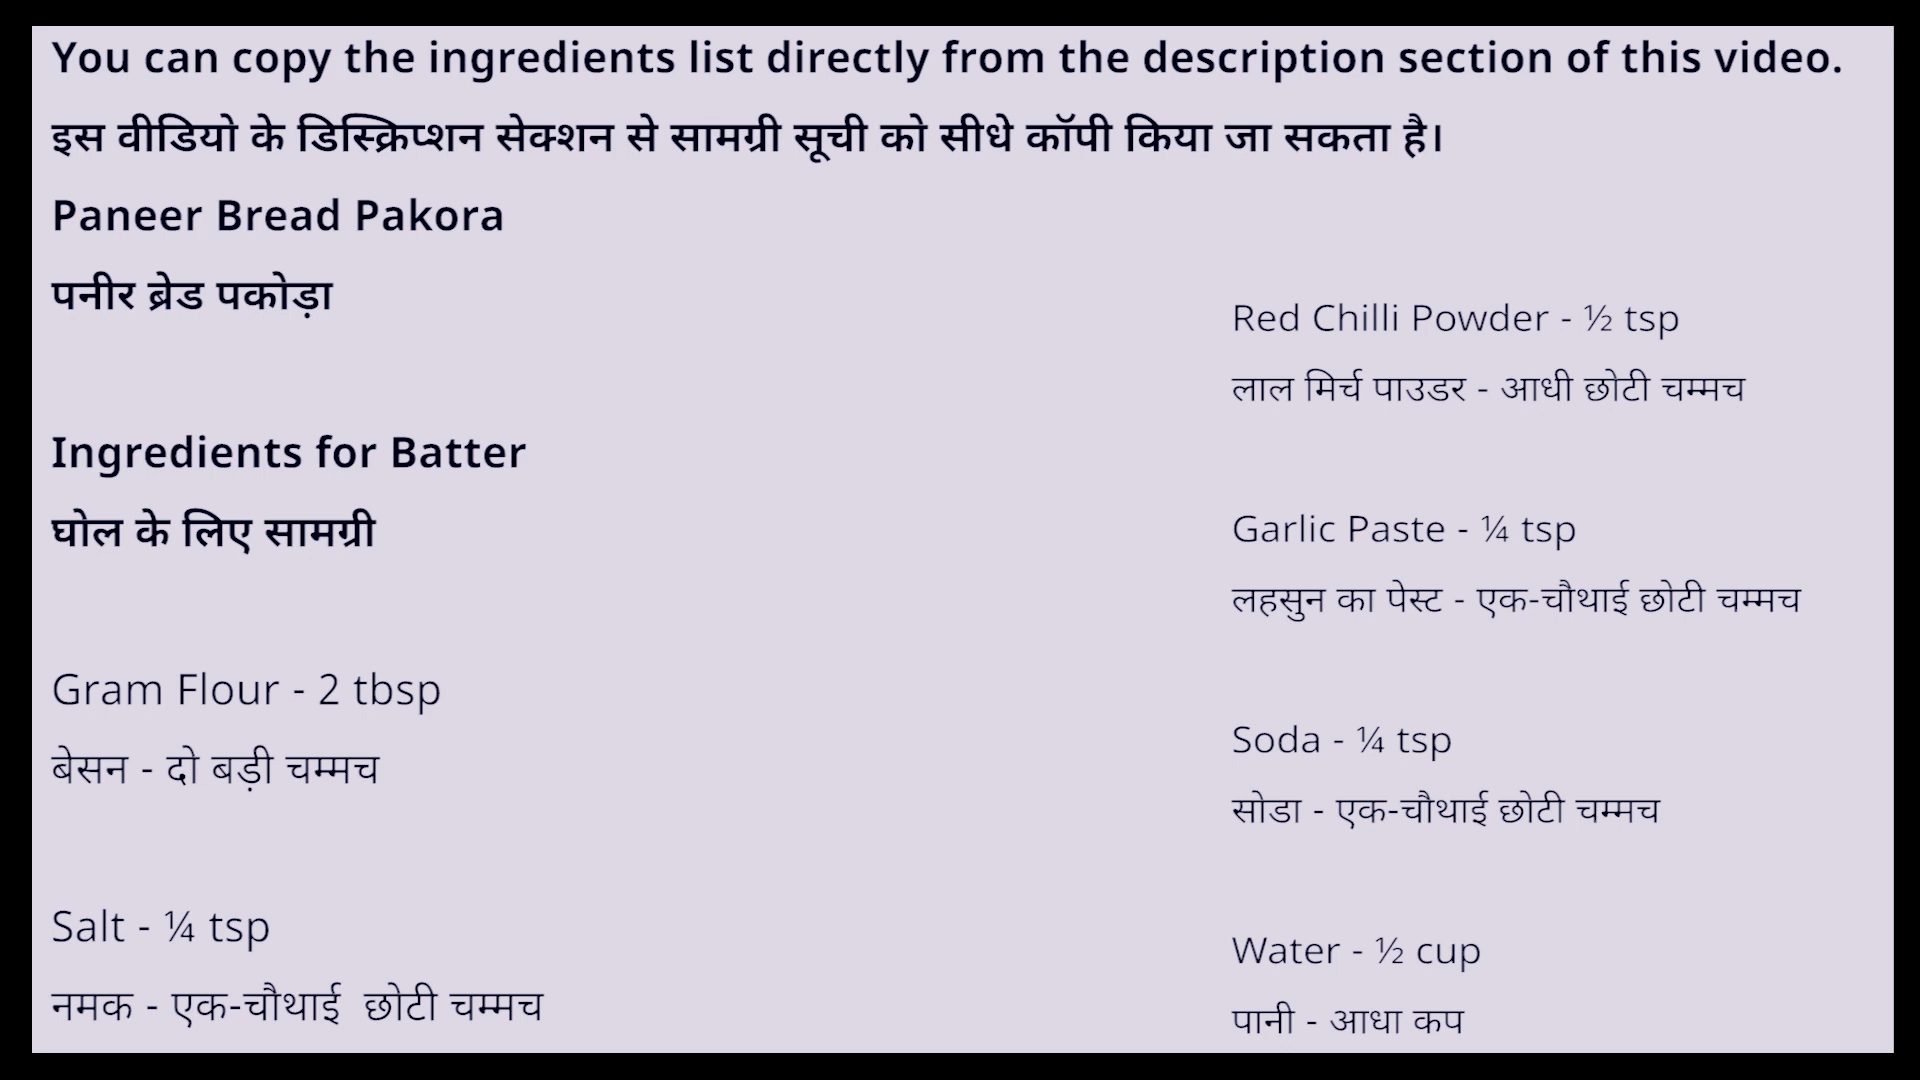 You can copy the ingredients list directly from the description section of this video.
इस वीडियो के डिस्क्रिप्शन सेक्शन से सामग्री सूची को सीधे कॉपी किया जा सकता है।
Paneer Bread Pakora
पनीर ब्रेड पकोड़ा
Ingredients for Batter
घोल के लिए सामग्री
Gram Flour - 2 tbsp
बेसन - दो बड़ी चम्मच
Salt - ¼ tsp
नमक - एक-चौथाई छोटी चम्मच
Red Chilli Powder - ½ tsp
लाल मिर्च पाउडर - आधी छोटी चम्मच
Garlic Paste - ¼ tsp
लहसुन का पेस्ट - एक-चौथाई छोटी चम्मच
Soda - ¼ tsp
सोडा - एक-चौथाई छोटी चम्मच
Water - ½ cup
पानी - आधा कप